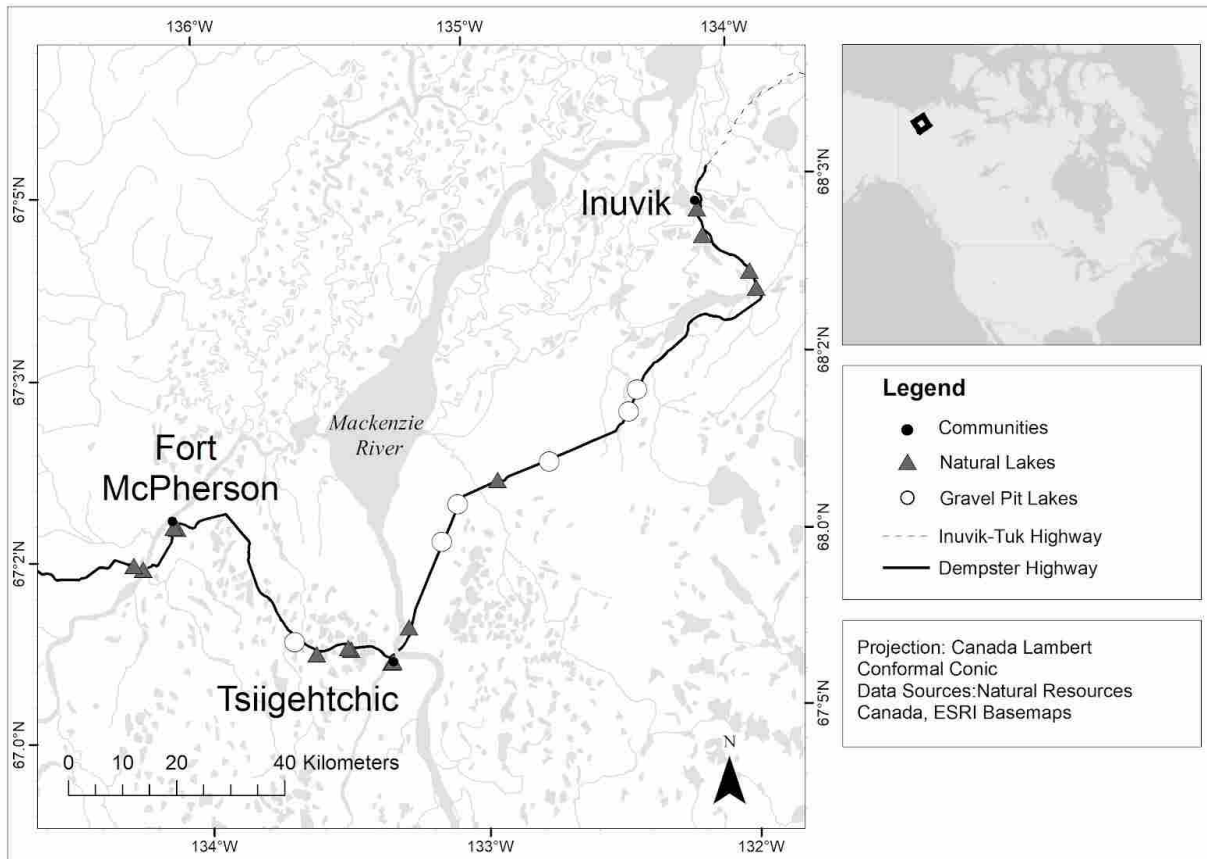 136°W
135°W
134°W
67°5'N
67°3'N
67°2'N
67°0'N
Inuvik
Mackenzie
River
Fort
McPherson
Tsiigehtchic
0 10 20 40 Kilometers
N
68°3'N
68°2'N
68°0'N
67°5'N
134°W
133°W
132°W
Legend
Communities
Natural Lakes
Gravel Pit Lakes
Inuvik-Tuk Highway
Dempster Highway
Projection: Canada Lambert
Conformal Conic
Data Sources:Natural Resources
Canada, ESRI Basemaps